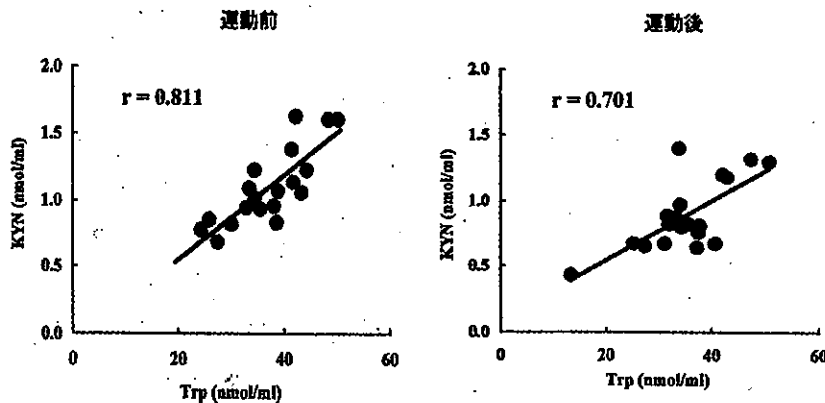 運動前
2.0
r = 0.811
1.5
1.0
0.5
0.0
KYN (nmol/ml)
0
20
40
60
Trp (nmol/ml)
運動後
2.0
r = 0.701
1.5
1.0
0.5
0.0
KYN (nmol/ml)
0
20
40
60
Trp (nmol/ml)